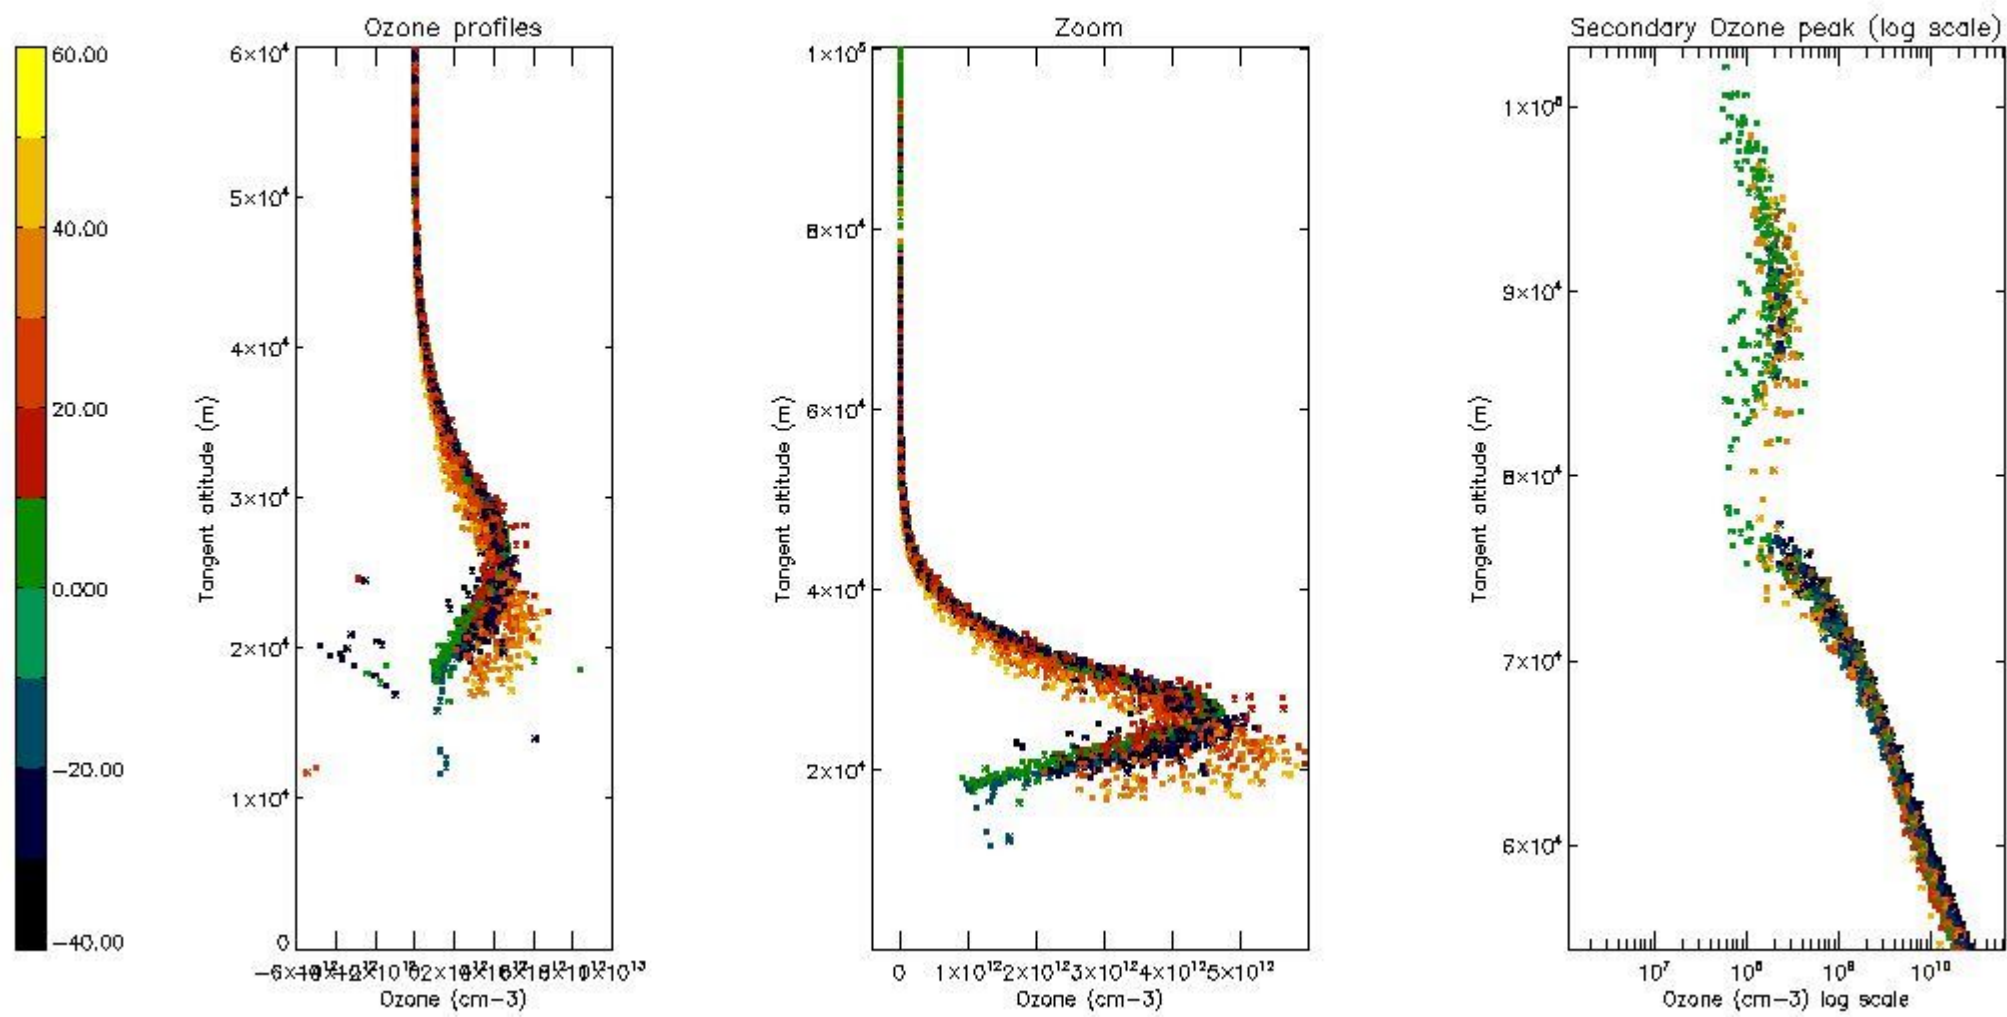 Ozone profiles
Zoom
Secondary Ozone peak (log scale)
60.00
40.00
20.00
0.000
−20.00
−40.00
6×10⁴
5×10⁴
4×10⁴
3×10⁴
2×10⁴
1×10⁴
0
Tangent altitude (m)
Ozone (cm−3)
1×10⁵
8×10⁴
6×10⁴
4×10⁴
2×10⁴
Tangent altitude (m)
0 1×10¹² 2×10¹² 3×10¹² 4×10¹² 5×10¹²
Ozone (cm−3)
9×10⁴
8×10⁴
7×10⁴
6×10⁴
Tangent altitude (m)
10⁷ 10⁸ 10⁹ 10¹⁰
Ozone (cm−3) log scale